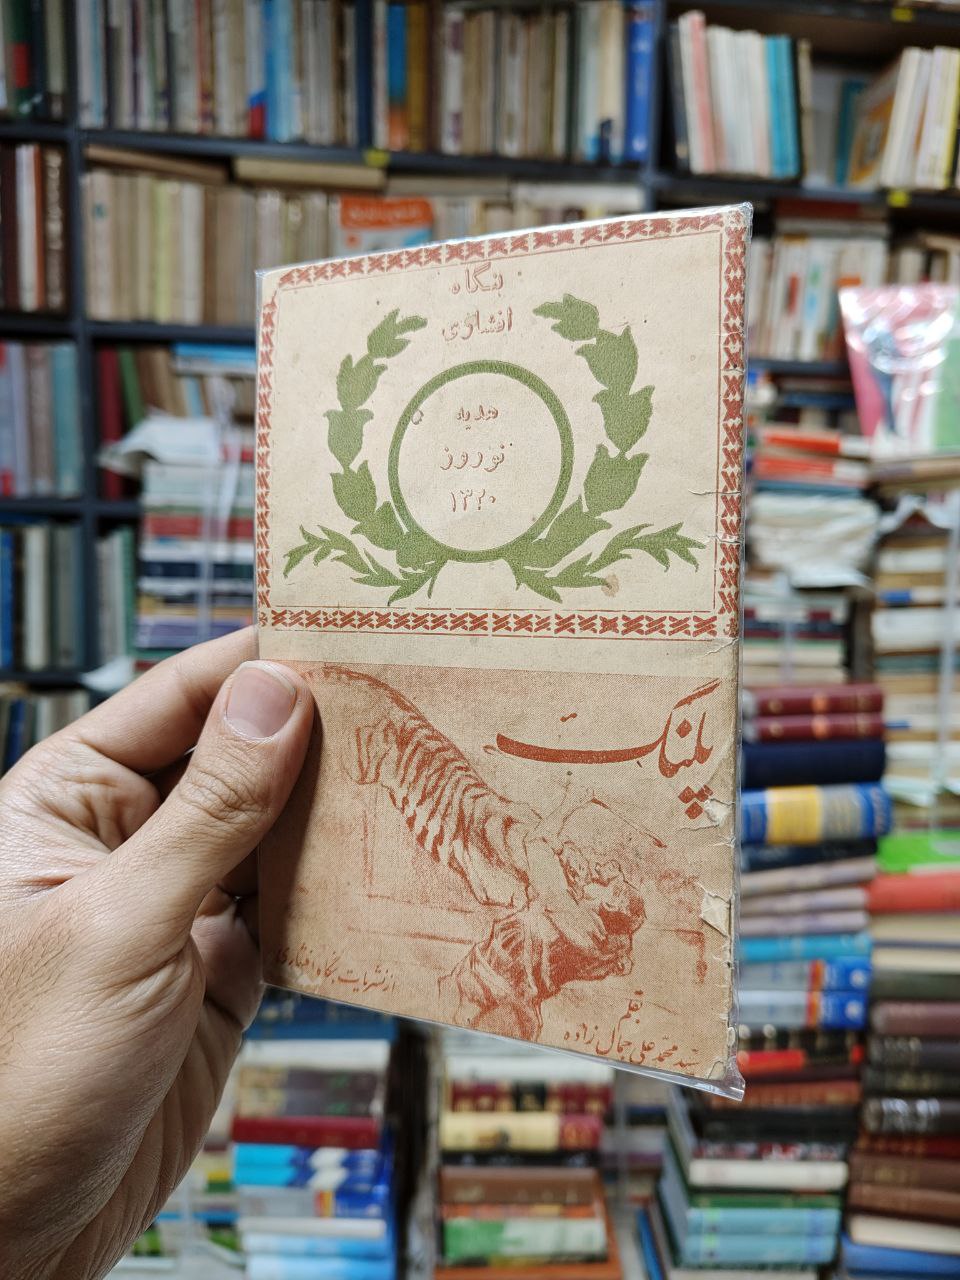 بنگاه
افشاری
هدیه
نوروز
۱۳۲۰
پلنگ
از نشریات بنگاه افشاری
بقلم
سید محمد علی جمال زاده